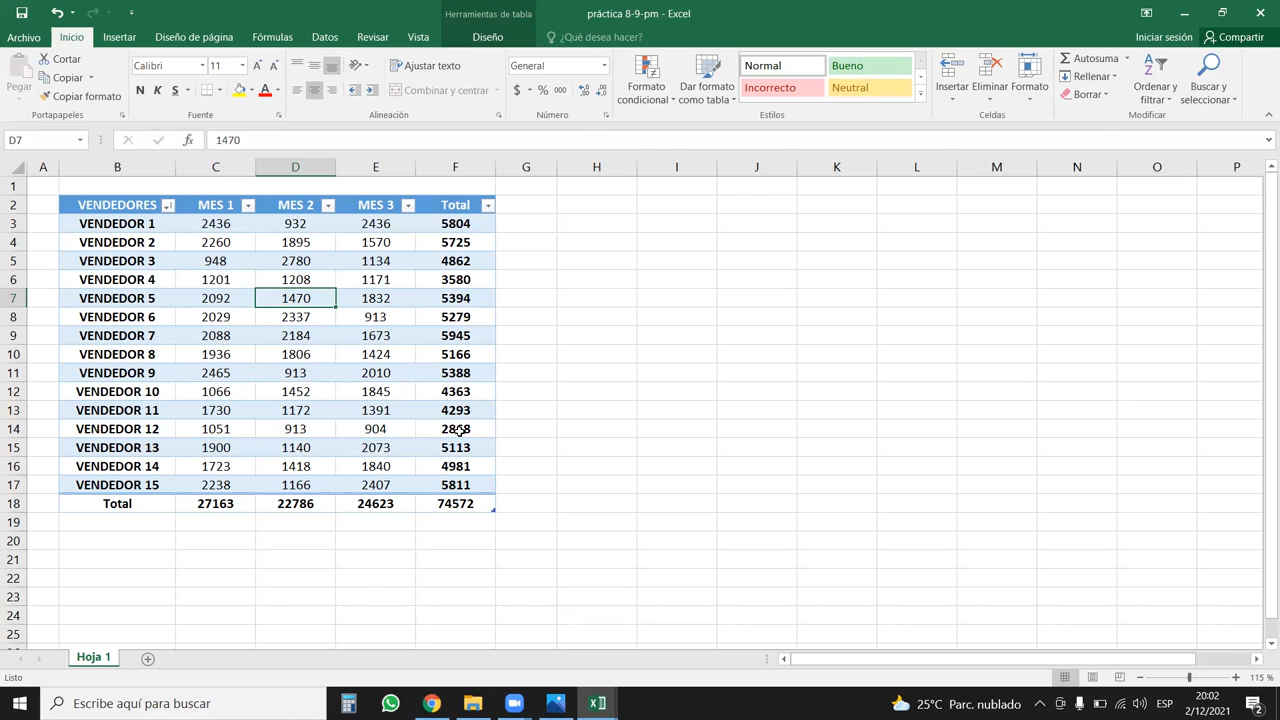 Herramientas de tabla
práctica 8-9-pm - Excel
Archivo Inicio Insertar Diseño de página Fórmulas Datos Revisar Vista Diseño ¿Qué desea hacer? Iniciar sesión Compartir
Pegar
Cortar
Copiar
Copiar formato
Portapapeles
Calibri 11
N K S
Fuente
Ajustar texto
Combinar y centrar
Alineación
General
$ % 000
Número
Formato condicional
Dar formato como tabla
Normal Bueno
Incorrecto Neutral
Estilos
Insertar Eliminar Formato
Celdas
Autosuma
Rellenar
Borrar
Ordenar y filtrar
Buscar y seleccionar
Modificar
D7 fx 1470
A B C D E F G H I J K L M N O P
1
2 VENDEDORES MES 1 MES 2 MES 3 Total
3 VENDEDOR 1 2436 932 2436 5804
4 VENDEDOR 2 2260 1895 1570 5725
5 VENDEDOR 3 948 2780 1134 4862
6 VENDEDOR 4 1201 1208 1171 3580
7 VENDEDOR 5 2092 1470 1832 5394
8 VENDEDOR 6 2029 2337 913 5279
9 VENDEDOR 7 2088 2184 1673 5945
10 VENDEDOR 8 1936 1806 1424 5166
11 VENDEDOR 9 2465 913 2010 5388
12 VENDEDOR 10 1066 1452 1845 4363
13 VENDEDOR 11 1730 1172 1391 4293
14 VENDEDOR 12 1051 913 904 2868
15 VENDEDOR 13 1900 1140 2073 5113
16 VENDEDOR 14 1723 1418 1840 4981
17 VENDEDOR 15 2238 1166 2407 5811
18 Total 27163 22786 24623 74572
19
20
21
22
23
24
25
Hoja 1
Listo
115 %
Escribe aquí para buscar
25°C Parc. nublado
ESP
20:02
2/12/2021
2